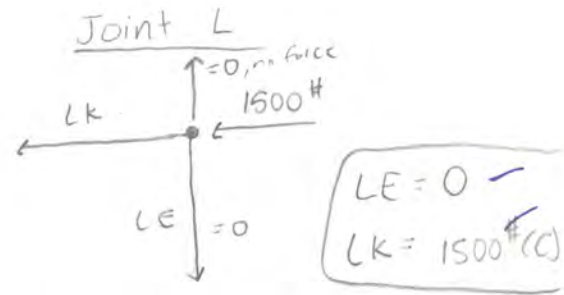 Joint L
=0, no force
1500#
LK
LE =0
LE = 0
LK = 1500# (C)